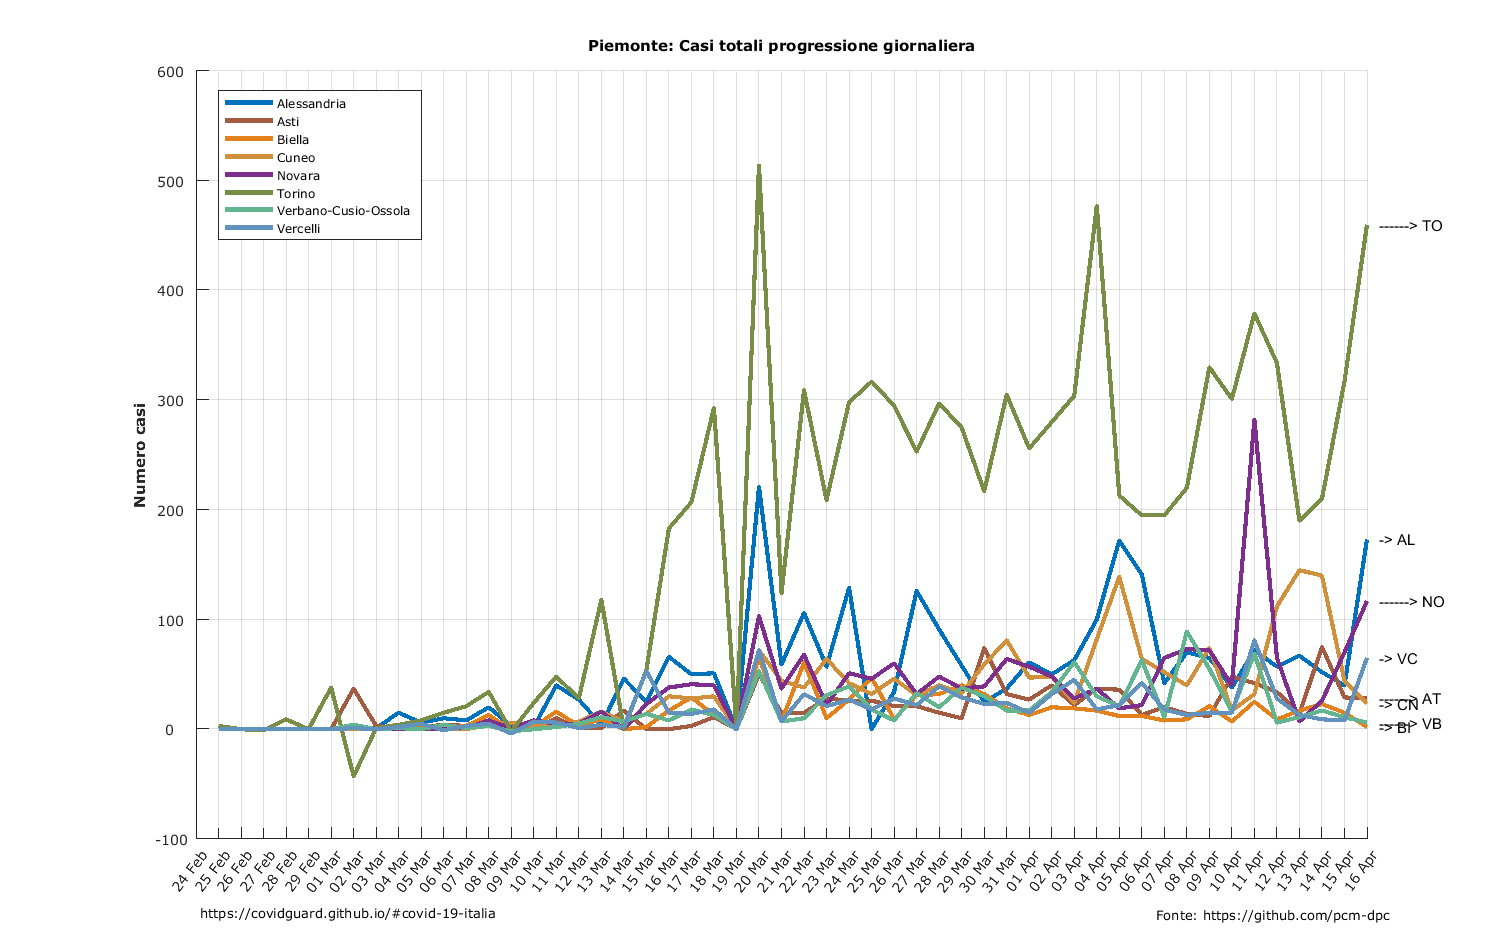 Piemonte: Casi totali progressione giornaliera
600
500
400
300
200
100
0
-100
Numero casi
Alessandria
Asti
Biella
Cuneo
Novara
Torino
Verbano-Cusio-Ossola
Vercelli
------> TO
-> AL
------> NO
-> VC
------> AT
-> CN
------> VB
-> BI
24 Feb
25 Feb
26 Feb
27 Feb
28 Feb
29 Feb
01 Mar
02 Mar
03 Mar
04 Mar
05 Mar
06 Mar
07 Mar
08 Mar
09 Mar
10 Mar
11 Mar
12 Mar
13 Mar
14 Mar
15 Mar
16 Mar
17 Mar
18 Mar
19 Mar
20 Mar
21 Mar
22 Mar
23 Mar
24 Mar
25 Mar
26 Mar
27 Mar
28 Mar
29 Mar
30 Mar
31 Mar
01 Apr
02 Apr
03 Apr
04 Apr
05 Apr
06 Apr
07 Apr
08 Apr
09 Apr
10 Apr
11 Apr
12 Apr
13 Apr
14 Apr
15 Apr
16 Apr
https://covidguard.github.io/#covid-19-italia
Fonte: https://github.com/pcm-dpc